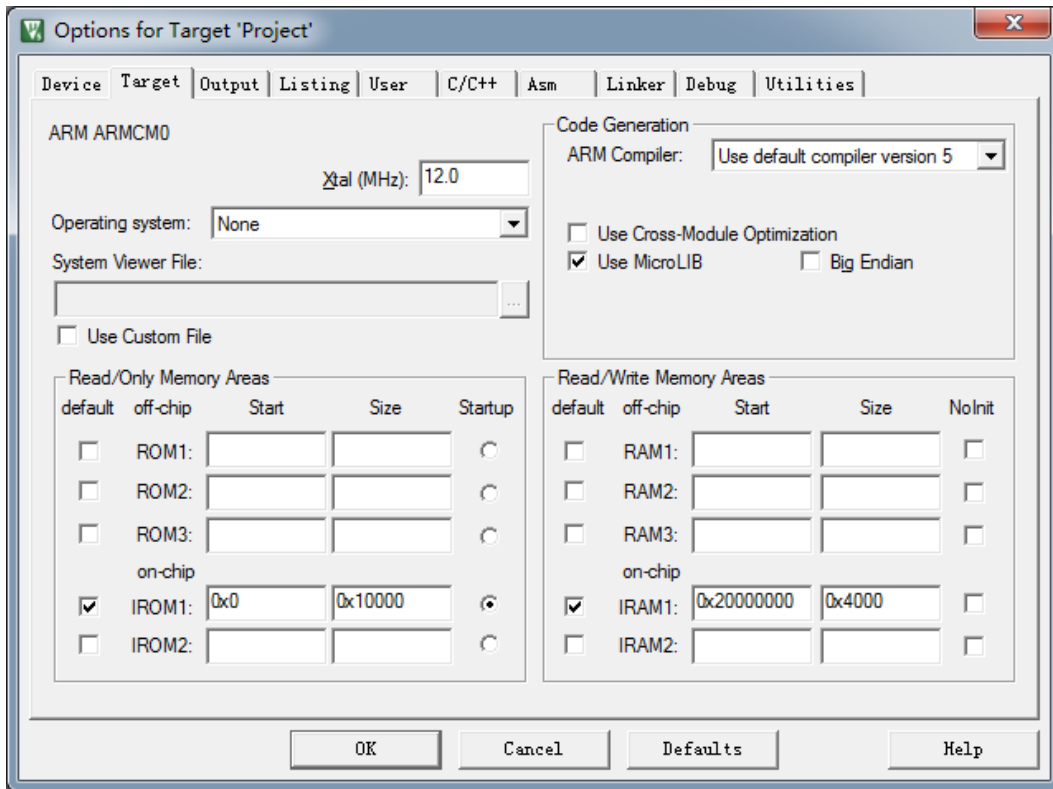 Options for Target 'Project'
Device Target Output Listing User C/C++ Asm Linker Debug Utilities
ARM ARMCM0
Xtal (MHz): 12.0
Operating system: None
System Viewer File:
...
Use Custom File
Code Generation
ARM Compiler: Use default compiler version 5
Use Cross-Module Optimization
Use MicroLIB Big Endian
Read/Only Memory Areas
default off-chip Start Size Startup
ROM1:
ROM2:
ROM3:
on-chip
IROM1: 0x0 0x10000
IROM2:
Read/Write Memory Areas
default off-chip Start Size NoInit
RAM1:
RAM2:
RAM3:
on-chip
IRAM1: 0x20000000 0x4000
IRAM2:
OK Cancel Defaults Help